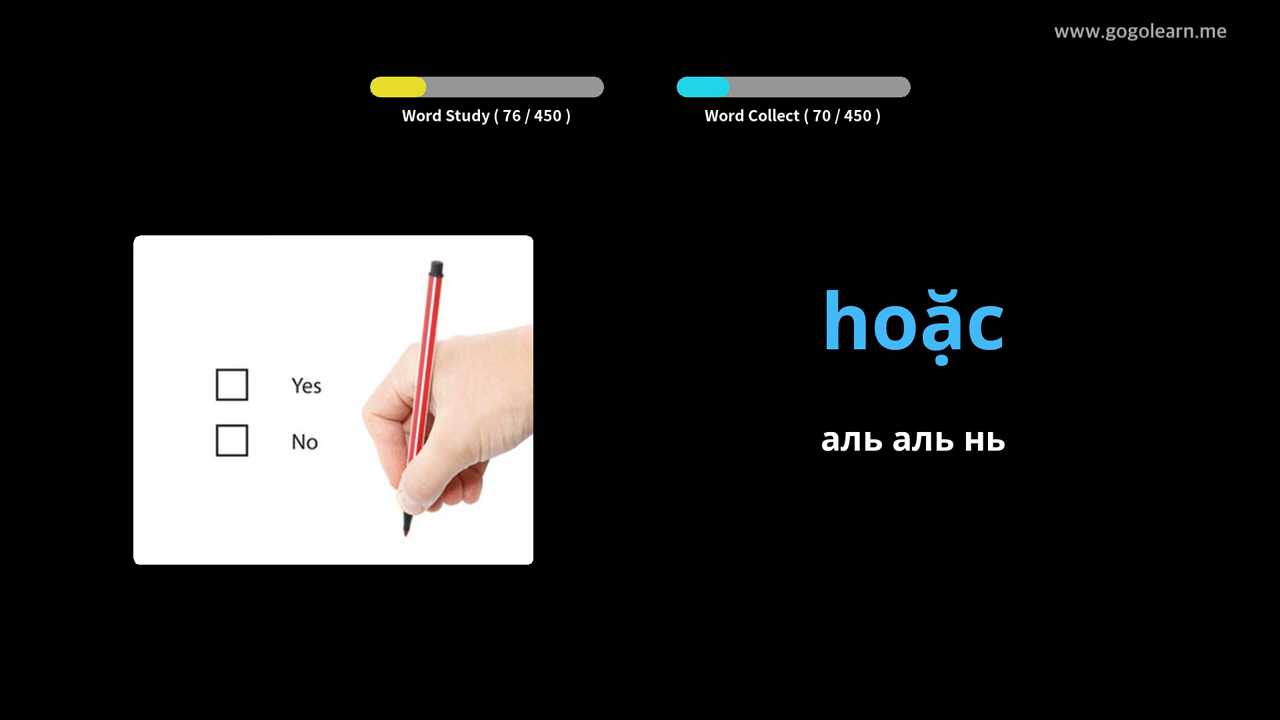 www.gogolearn.me
Word Study ( 76 / 450 )
Word Collect ( 70 / 450 )
Yes
No
hoặc
аль аль нь